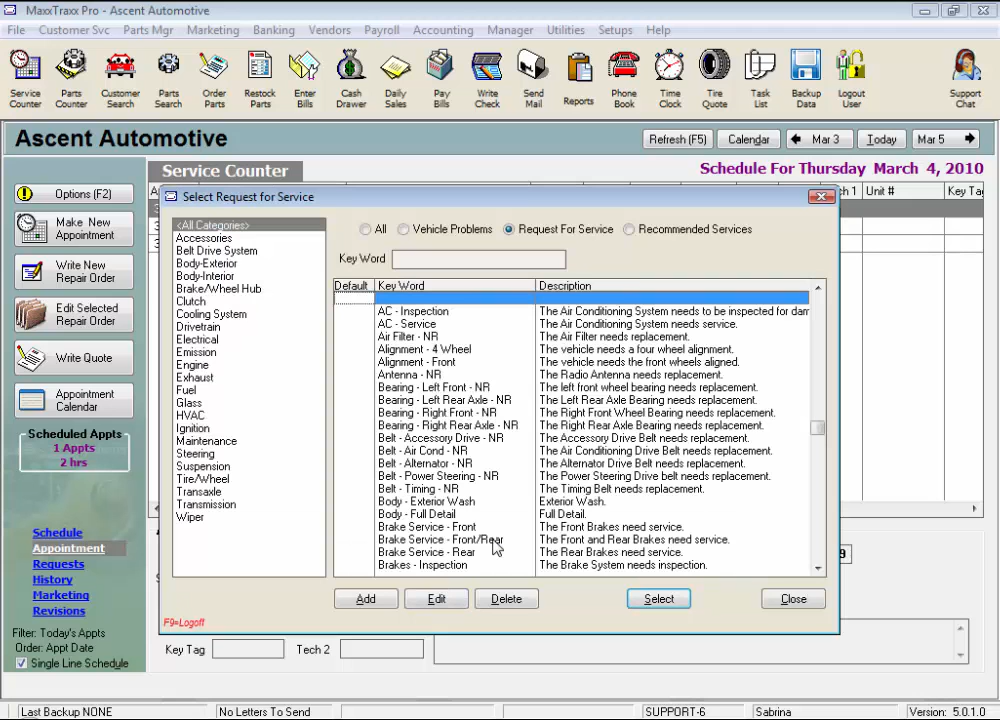 MaxxTraxx Pro - Ascent Automotive
File Customer Svc Parts Mgr Marketing Banking Vendors Payroll Accounting Manager Utilities Setups Help
Service Counter
Parts Counter
Customer Search
Parts Search
Order Parts
Restock Parts
Enter Bills
Cash Drawer
Daily Sales
Pay Bills
Write Check
Send Mail
Reports
Phone Book
Time Clock
Tire Quote
Task List
Backup Data
Logout User
Support Chat
Ascent Automotive
Refresh (F5) Calendar Mar 3 Today Mar 5
Service Counter
Schedule For Thursday March 4, 2010
Unit # Key Tag
Options (F2)
Make New
Appointment
Write New
Repair Order
Edit Selected
Repair Order
Write Quote
Appointment
Calendar
Scheduled Appts
1 Appts
2 hrs
Schedule
Appointment
Requests
History
Marketing
Revisions
Filter: Today's Appts
Order: Appt Date
Single Line Schedule
Select Request for Service
<All Categories>
Accessories
Belt Drive System
Body-Exterior
Body-Interior
Brake/Wheel Hub
Clutch
Cooling System
Drivetrain
Electrical
Emission
Engine
Exhaust
Fuel
Glass
HVAC
Ignition
Maintenance
Steering
Suspension
Tire/Wheel
Transaxle
Transmission
Wiper
All Vehicle Problems Request For Service Recommended Services
Key Word
Default Key Word Description
AC - Inspection The Air Conditioning System needs to be inspected for dam
AC - Service The Air Conditioning System needs service.
Air Filter - NR The Air Filter needs replacement.
Alignment - 4 Wheel The vehicle needs a four wheel alignment.
Alignment - Front The vehicle needs the front wheels aligned.
Antenna - NR The Radio Antenna needs replacement.
Bearing - Left Front - NR The left front wheel bearing needs replacement.
Bearing - Left Rear Axle - NR The Left Rear Axle Bearing needs replacement.
Bearing - Right Front - NR The Right Front Wheel Bearing needs replacement.
Bearing - Right Rear Axle - NR The Right Rear Axle Bearing needs replacement.
Belt - Accessory Drive - NR The Accessory Drive Belt needs replacement.
Belt - Air Cond - NR The Air Conditioning Drive Belt needs replacement.
Belt - Alternator - NR The Alternator Drive Belt needs replacement.
Belt - Power Steering - NR The Power Steering Drive Belt needs replacement.
Belt - Timing - NR The Timing Belt needs replacement.
Body - Exterior Wash Exterior Wash.
Body - Full Detail Full Detail.
Brake Service - Front The Front Brakes need service.
Brake Service - Front/Rear The Front and Rear Brakes need service.
Brake Service - Rear The Rear Brakes need service.
Brakes - Inspection The Brake System needs inspection.
Add Edit Delete Select Close
F9=Logoff
Key Tag Tech 2
Last Backup NONE No Letters To Send SUPPORT-6 Sabrina Version: 5.0.1.0